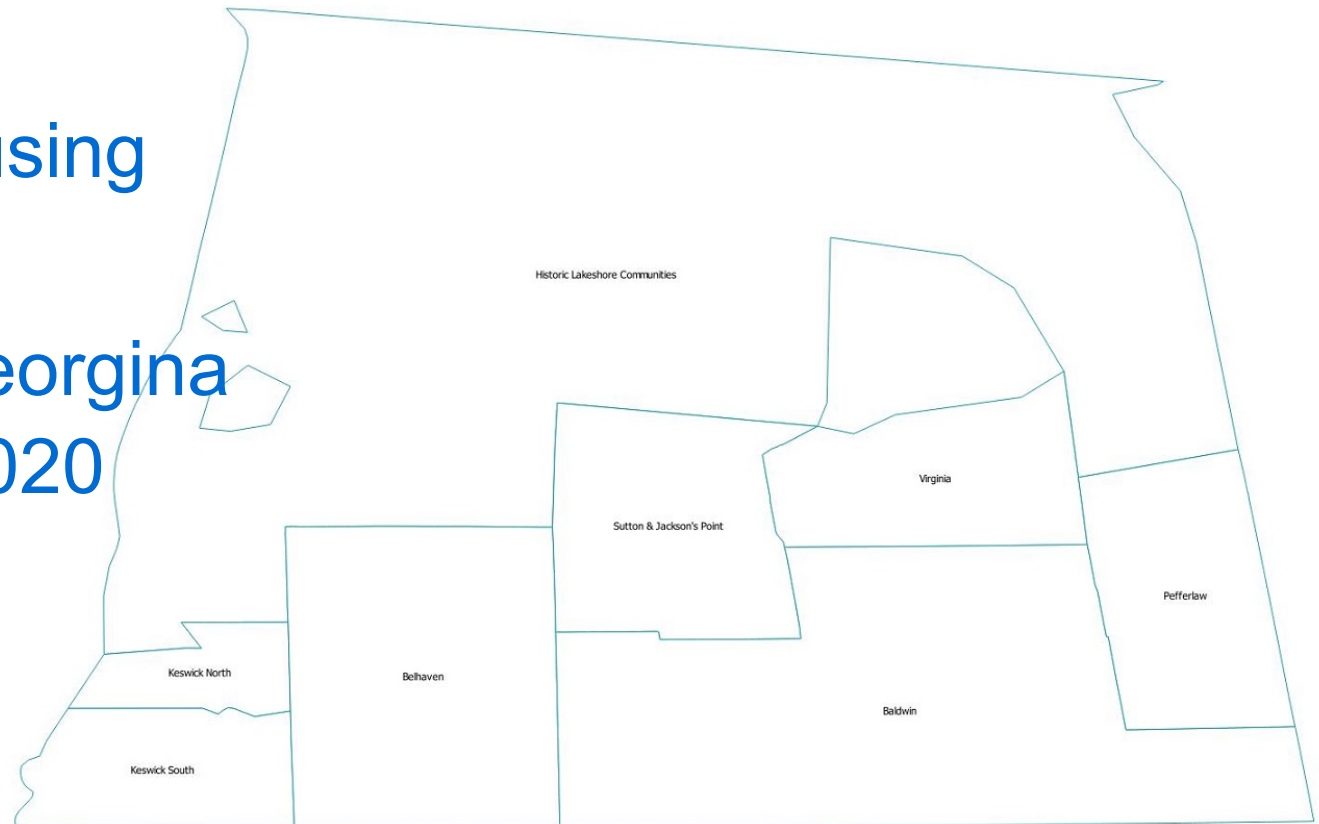 using
eorgina
020
Historic Lakeshore Communities
Virginia
Sutton & Jackson's Point
Pefferlaw
Keswick North
Belhaven
Baldwin
Keswick South